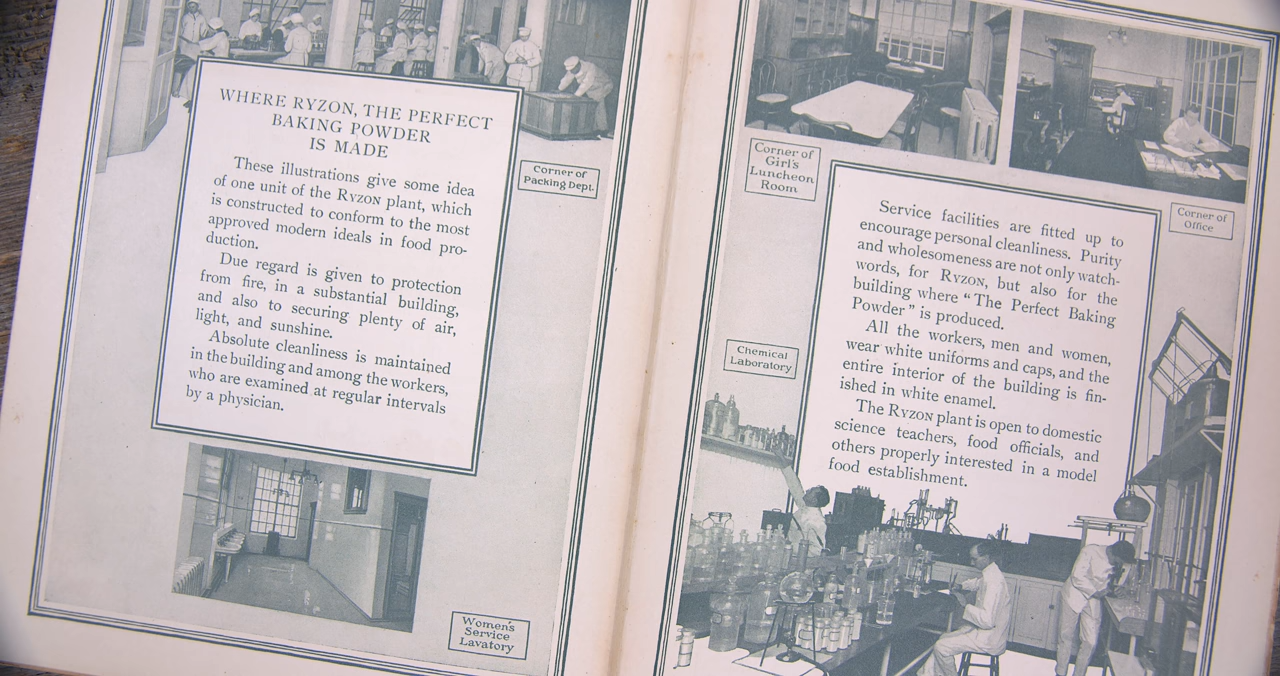 WHERE RYZON, THE PERFECT
BAKING POWDER
IS MADE
These illustrations give some idea
of one unit of the RYZON plant, which
is constructed to conform to the most
approved modern ideals in food pro-
duction.
Due regard is given to protection
from fire, in a substantial building,
and also to securing plenty of air,
light, and sunshine.
Absolute cleanliness is maintained
in the building and among the workers,
who are examined at regular intervals
by a physician.
Corner of
Packing Dept.
Women's
Service
Lavatory
Corner of
Girl's
Luncheon
Room
Corner of
Office
Service facilities are fitted up to
encourage personal cleanliness. Purity
and wholesomeness are not only watch-
words, for RYZON, but also for the
building where "The Perfect Baking
Powder" is produced.
All the workers, men and women,
wear white uniforms and caps, and the
entire interior of the building is fin-
ished in white enamel.
The RYZON plant is open to domestic
science teachers, food officials, and
others properly interested in a model
food establishment.
Chemical
Laboratory